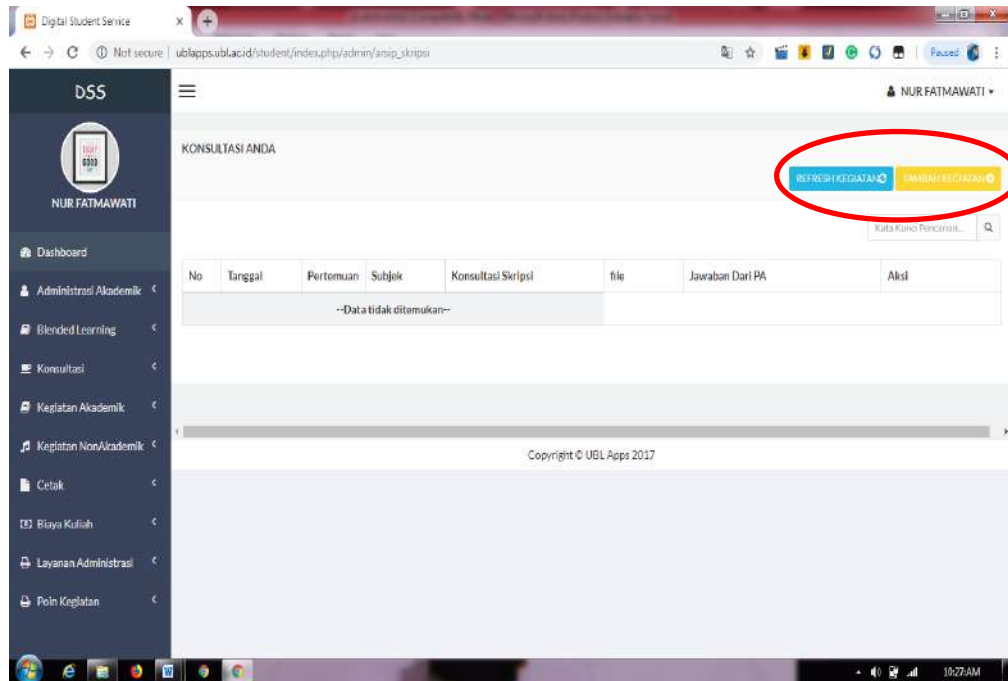 Digital Student Service
Not secure | ublapps.ubl.ac.id/student/index.php/admin/arsip_skripsi
Paused
DSS
NUR FATMAWATI
NUR FATMAWATI
KONSULTASI ANDA
REFRESH KEGIATAN
TAMBAH KEGIATAN
Kata Kunci Pencarian...
Dashboard
Administrasi Akademik
Blended Learning
Konsultasi
Kegiatan Akademik
Kegiatan NonAkademik
Cetak
Biaya Kuliah
Layanan Administrasi
Poin Kegiatan
No Tanggal Pertemuan Subjek Konsultasi Skripsi file Jawaban Dari PA Aksi
--Data tidak ditemukan--
Copyright © UBL Apps 2017
10:27 AM